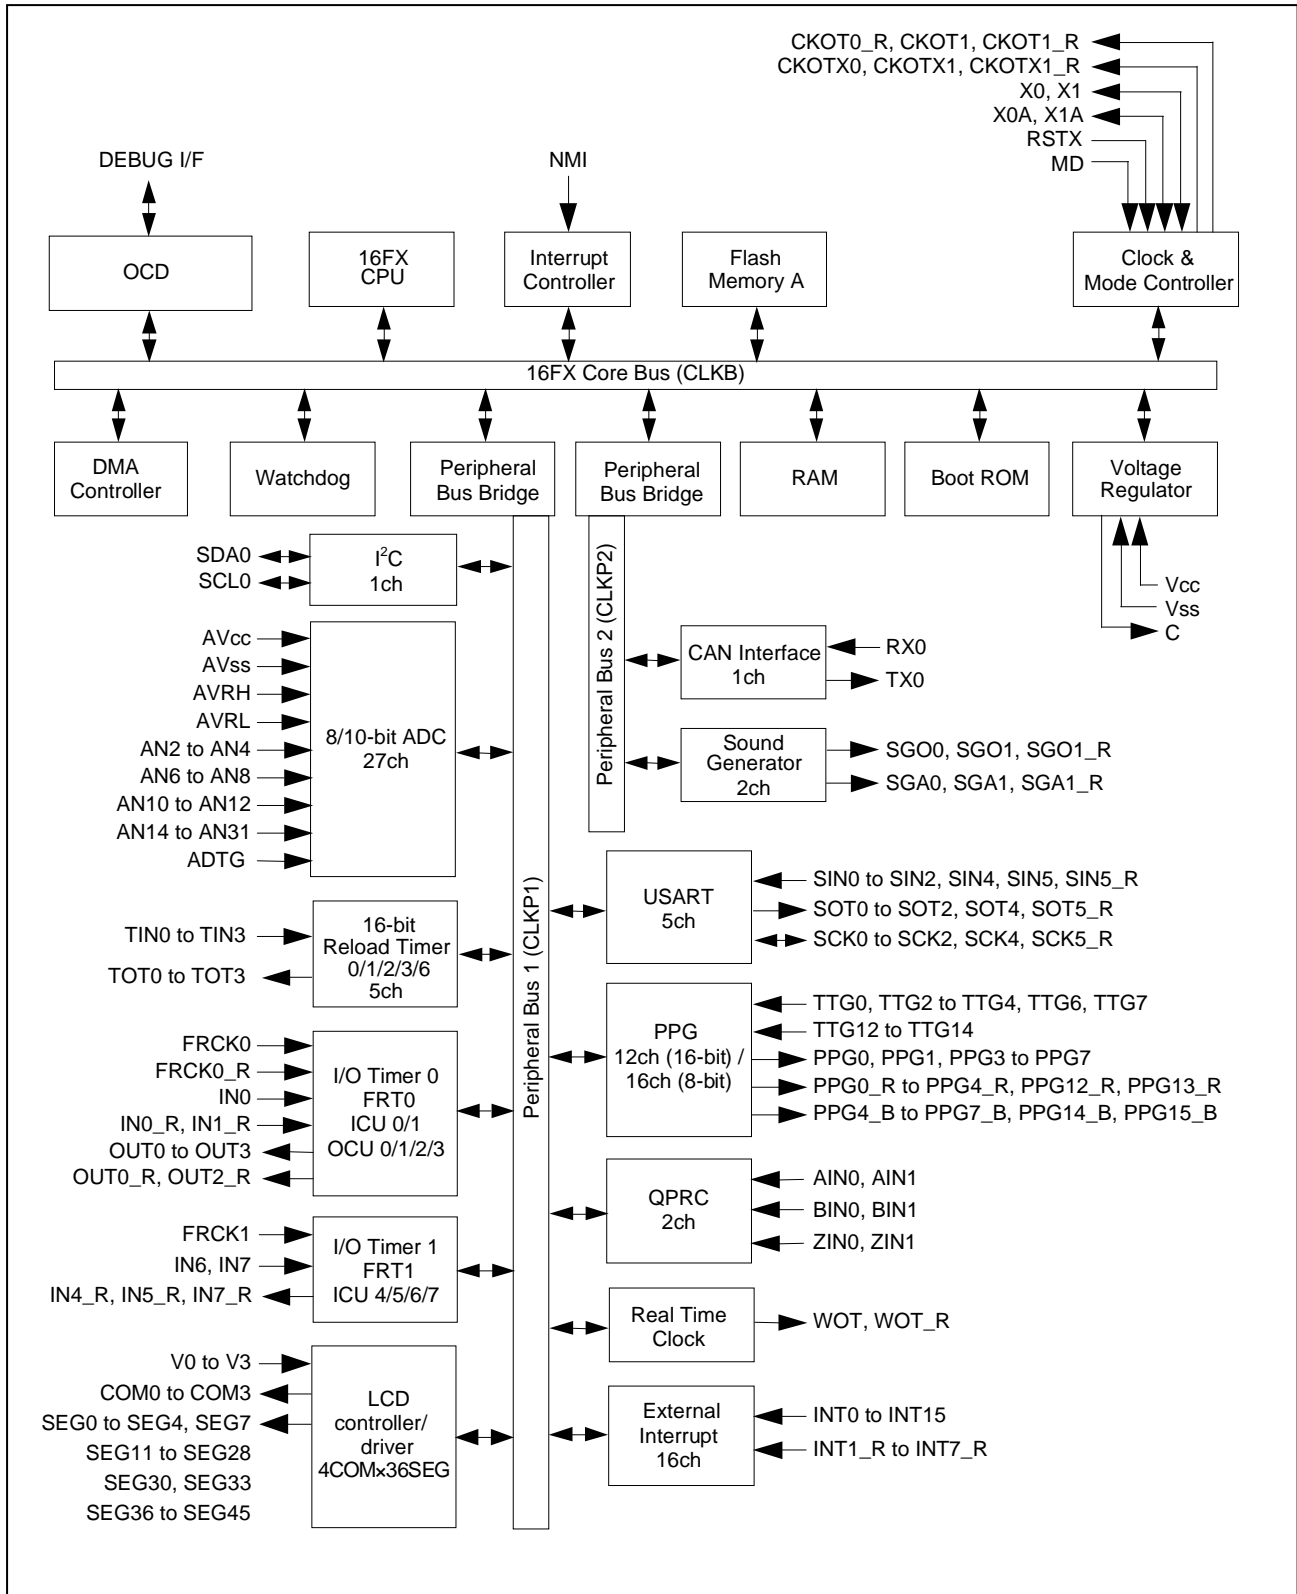 CKOT0_R, CKOT1, CKOT1_R
CKOTX0, CKOTX1, CKOTX1_R
X0, X1
X0A, X1A
RSTX
MD
DEBUG I/F
NMI
OCD
16FX
CPU
Interrupt
Controller
Flash
Memory A
Clock &
Mode Controller
16FX Core Bus (CLKB)
DMA
Controller
Watchdog
Peripheral
Bus Bridge
Peripheral
Bus Bridge
RAM
Boot ROM
Voltage
Regulator
Vcc
Vss
C
Peripheral Bus 1 (CLKP1)
Peripheral Bus 2 (CLKP2)
SDA0
SCL0
I²C
1ch
AVcc
AVss
AVRH
AVRL
AN2 to AN4
AN6 to AN8
AN10 to AN12
AN14 to AN31
ADTG
8/10-bit ADC
27ch
TIN0 to TIN3
TOT0 to TOT3
16-bit
Reload Timer
0/1/2/3/6
5ch
FRCK0
FRCK0_R
IN0
IN0_R, IN1_R
OUT0 to OUT3
OUT0_R, OUT2_R
I/O Timer 0
FRT0
ICU 0/1
OCU 0/1/2/3
FRCK1
IN6, IN7
IN4_R, IN5_R, IN7_R
I/O Timer 1
FRT1
ICU 4/5/6/7
V0 to V3
COM0 to COM3
SEG0 to SEG4, SEG7
SEG11 to SEG28
SEG30, SEG33
SEG36 to SEG45
LCD
controller/
driver
4COM×36SEG
CAN Interface
1ch
RX0
TX0
Sound
Generator
2ch
SGO0, SGO1, SGO1_R
SGA0, SGA1, SGA1_R
USART
5ch
SIN0 to SIN2, SIN4, SIN5, SIN5_R
SOT0 to SOT2, SOT4, SOT5_R
SCK0 to SCK2, SCK4, SCK5_R
PPG
12ch (16-bit) /
16ch (8-bit)
TTG0, TTG2 to TTG4, TTG6, TTG7
TTG12 to TTG14
PPG0, PPG1, PPG3 to PPG7
PPG0_R to PPG4_R, PPG12_R, PPG13_R
PPG4_B to PPG7_B, PPG14_B, PPG15_B
QPRC
2ch
AIN0, AIN1
BIN0, BIN1
ZIN0, ZIN1
Real Time
Clock
WOT, WOT_R
External
Interrupt
16ch
INT0 to INT15
INT1_R to INT7_R